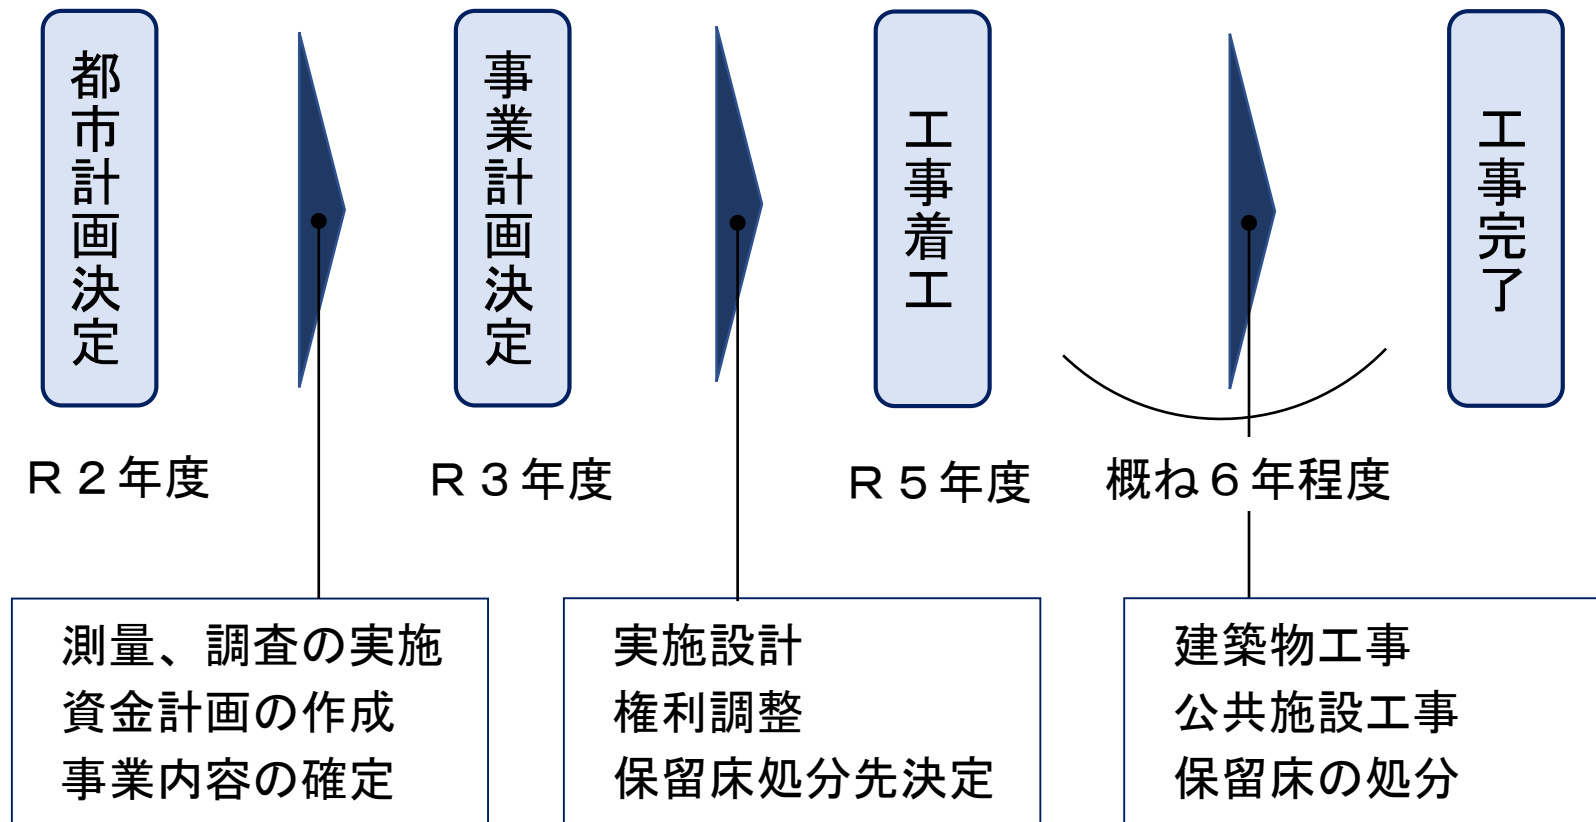 都市計画決定
事業計画決定
工事着工
工事完了
Ｒ２年度
Ｒ３年度
Ｒ５年度
概ね６年程度
測量、調査の実施
資金計画の作成
事業内容の確定
実施設計
権利調整
保留床処分先決定
建築物工事
公共施設工事
保留床の処分